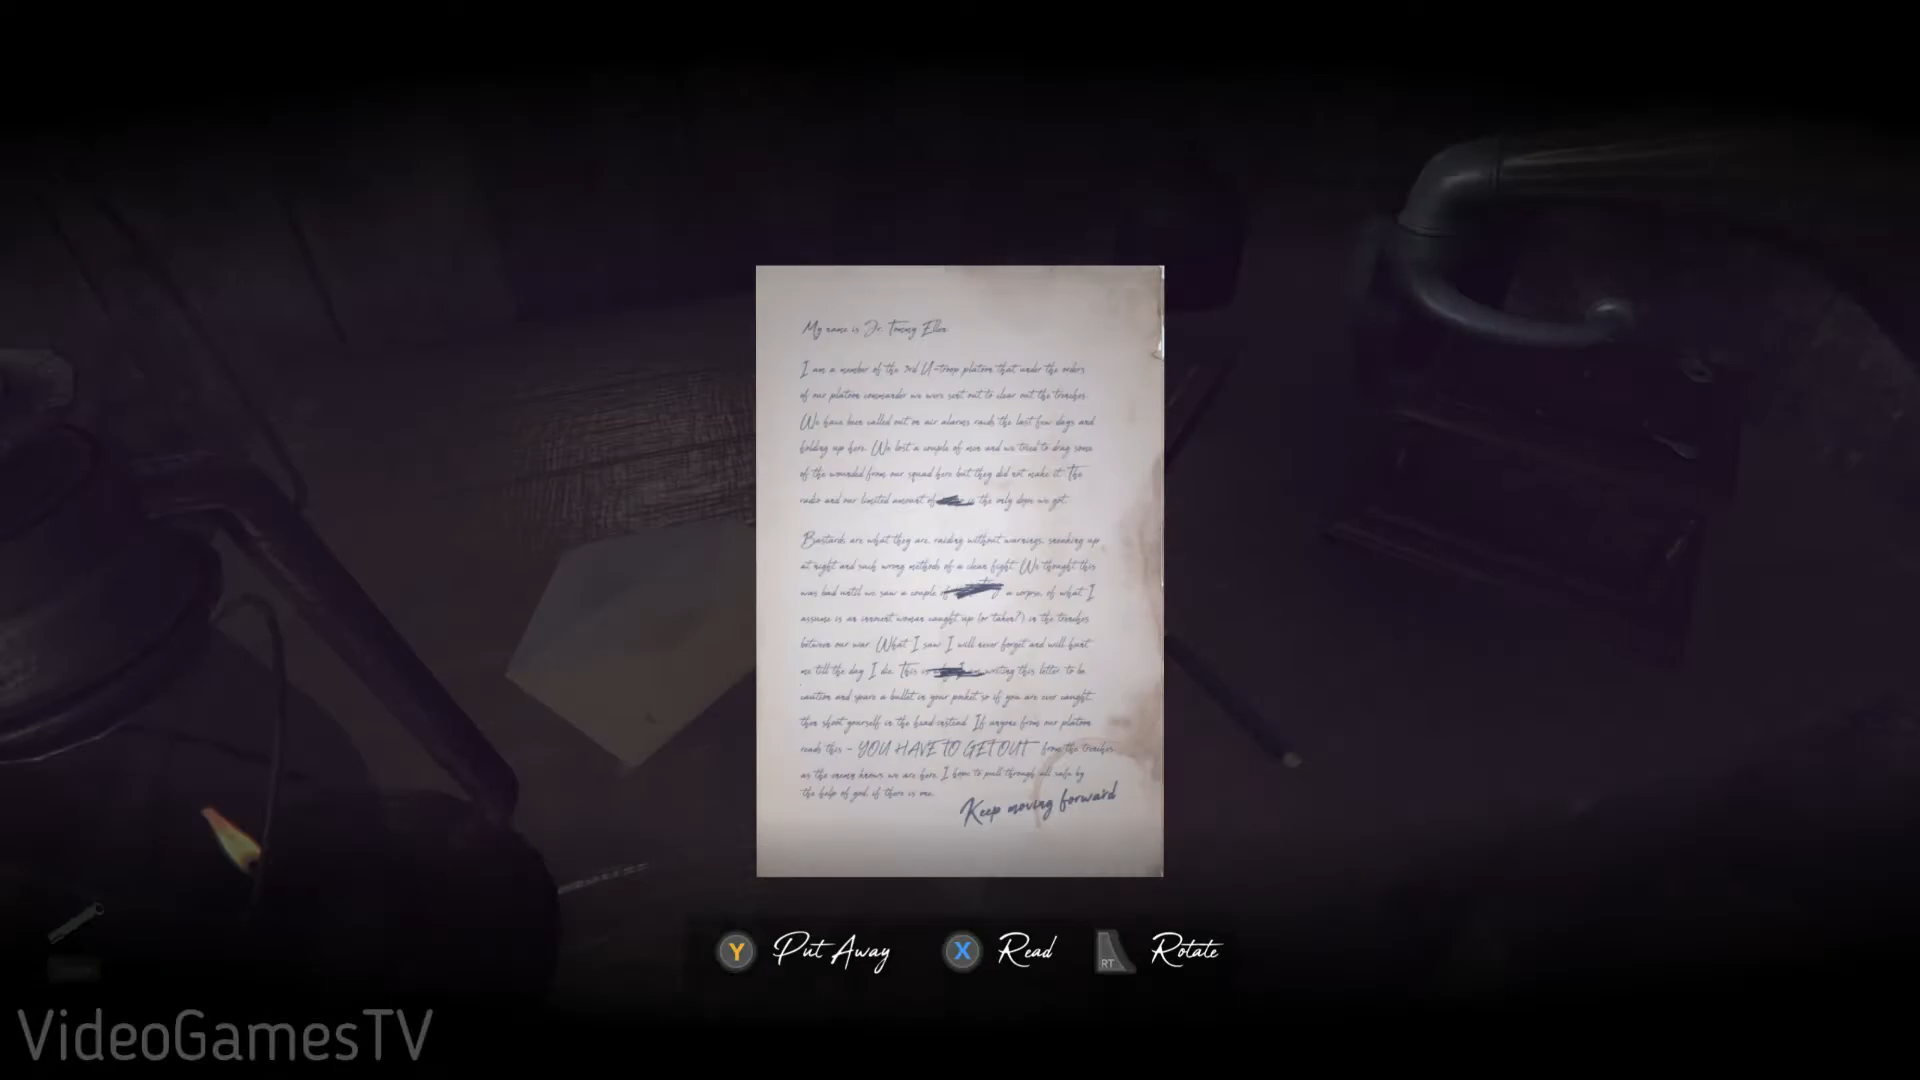 My name is Jr. Tommy Ellen
I am a member of the 3rd U-troop platoon that under the orders
of our platoon commander we were sent out to clear out the trenches.
We have been called out on air alarms raids the last few days and
holding up here. We lost a couple of men and we tried to drag some
of the wounded from our squad here but they did not make it. The
radio and our limited amount of is the only dope we got.
Bastards are what they are, raiding without warnings, sneaking up
at night and such wrong methods of a clean fight. We thought this
was bad until we saw a couple of a corpse, of what I
assume is an innocent woman caught up (or taken?) in the trenches
between our war. What I saw I will never forget and will hunt
me till the day I die. This is writing this letter to be
caution and spare a bullet in your pocket so if you are ever caught,
then shoot yourself in the head instead. If anyone from our platoon
reads this - YOU HAVE TO GET OUT from the trenches
as the enemy knows we are here. I hope to pull through all safe by
the help of god, if there is one.
Keep moving forward
Y Put Away X Read RT Rotate
VideoGamesTV